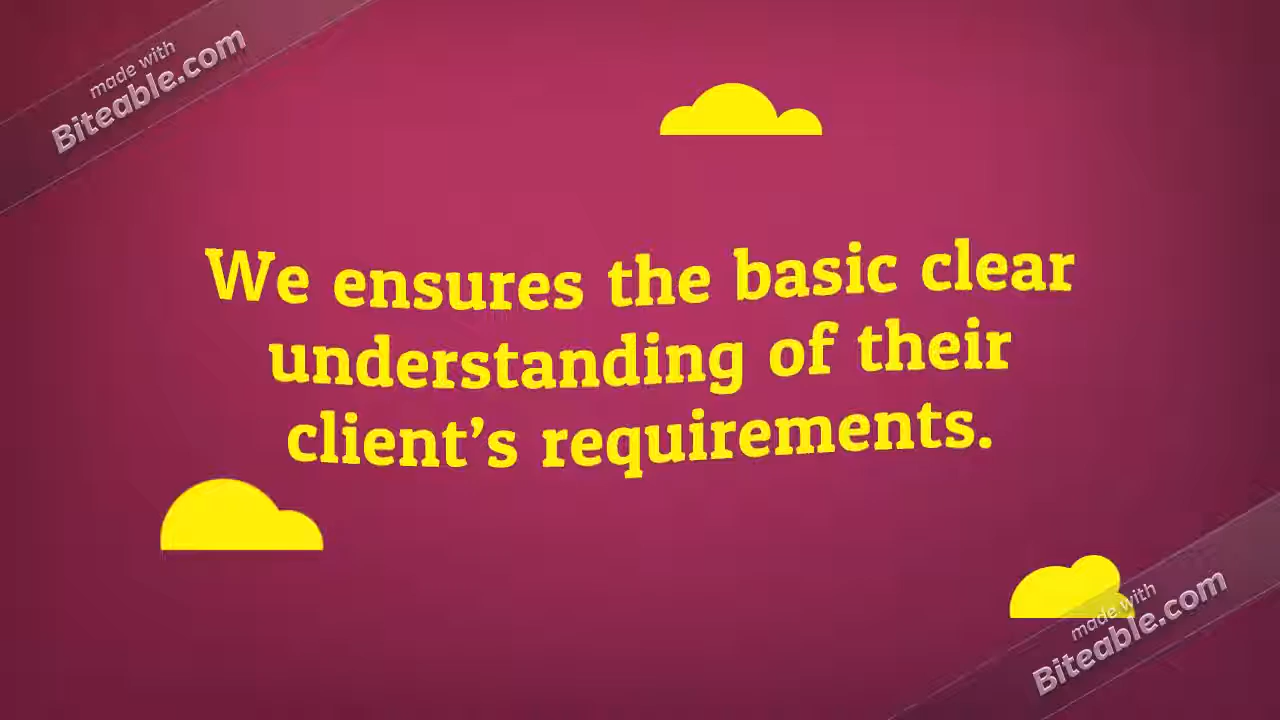 made with
Biteable.com
We ensures the basic clear
understanding of their
client’s requirements.
made with
Biteable.com